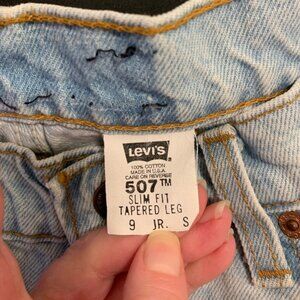 LEVI'S
100% COTTON
MADE IN U.S.A.
CARE ON REVERSE
507™
SLIM FIT
TAPERED LEG
9 JR. S